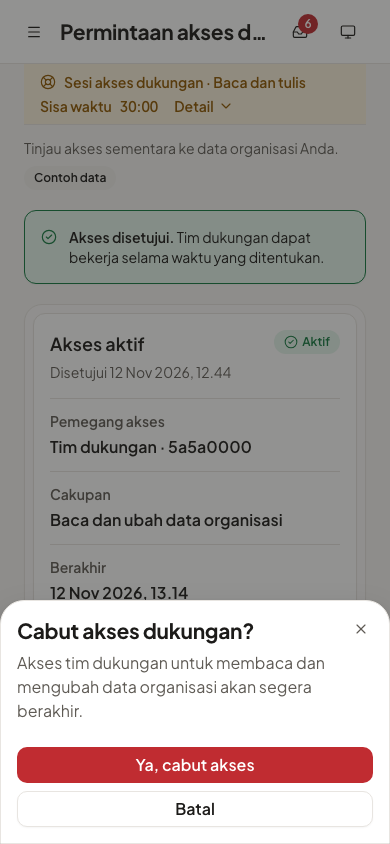 Permintaan akses d...
6
Sesi akses dukungan · Baca dan tulis
Sisa waktu 30:00 Detail
Tinjau akses sementara ke data organisasi Anda.
Contoh data
Akses disetujui. Tim dukungan dapat
bekerja selama waktu yang ditentukan.
Akses aktif
Aktif
Disetujui 12 Nov 2026, 12.44
Pemegang akses
Tim dukungan · 5a5a0000
Cakupan
Baca dan ubah data organisasi
Berakhir
12 Nov 2026, 13.14
Cabut akses dukungan?
Akses tim dukungan untuk membaca dan
mengubah data organisasi akan segera
berakhir.
Ya, cabut akses
Batal